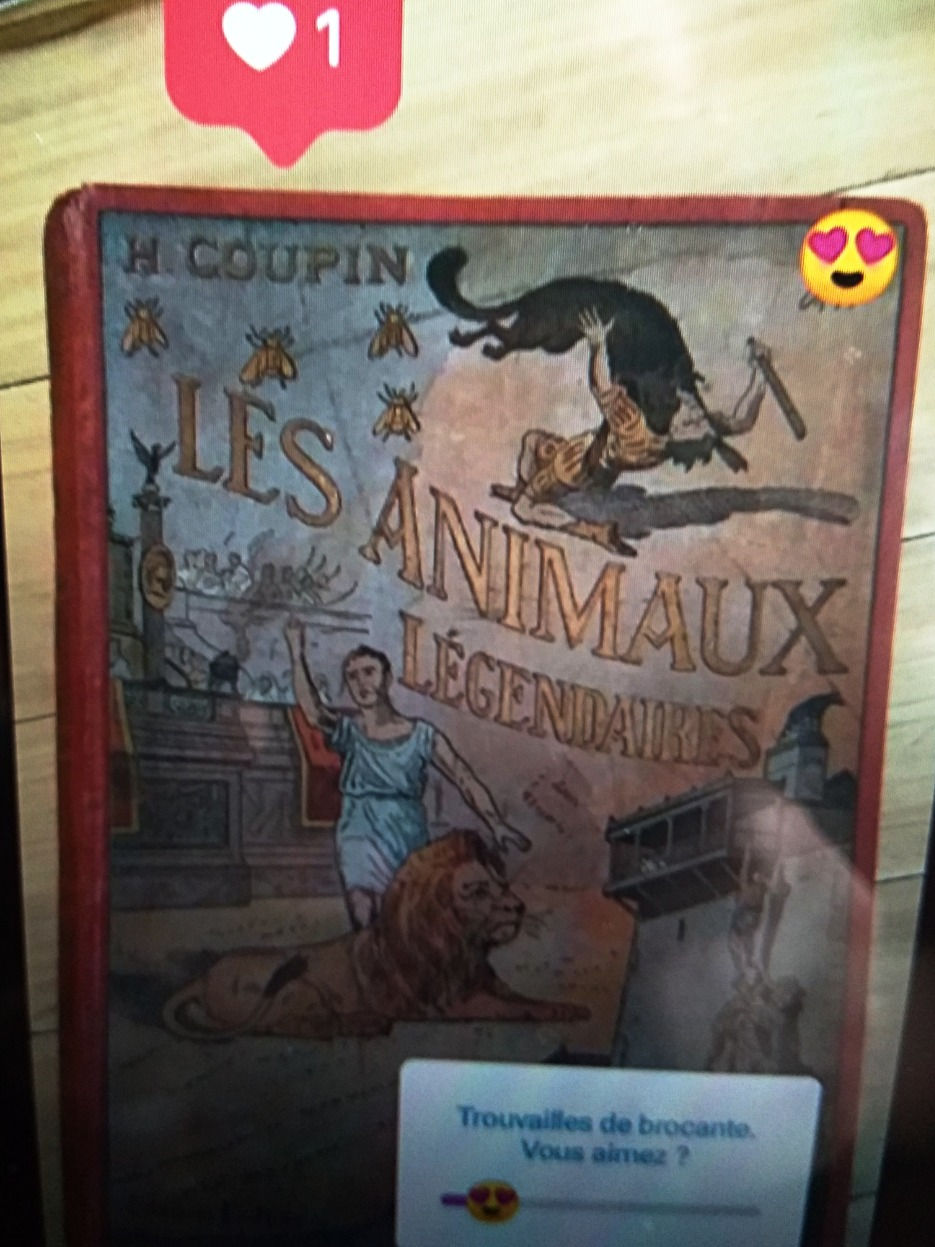 1
H. COUPIN
LES
ANIMAUX
LÉGENDAIRES
Trouvailles de brocante.
Vous aimez ?